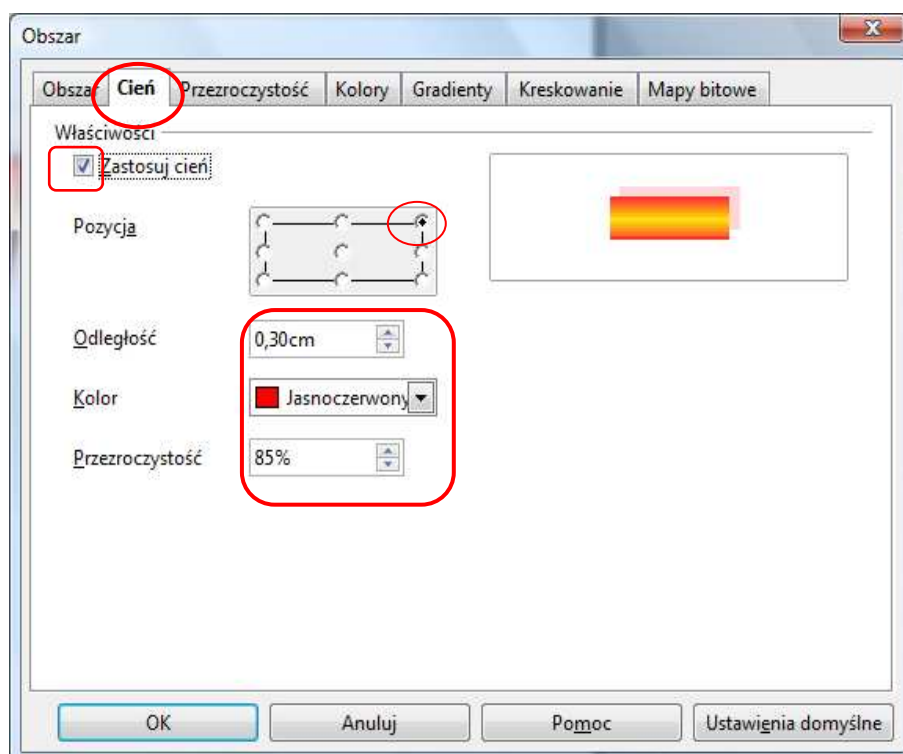 Obszar
Obszar Cień Przezroczystość Kolory Gradienty Kreskowanie Mapy bitowe
Właściwości
Zastosuj cień
Pozycja
Odległość 0,30cm
Kolor Jasnoczerwony
Przezroczystość 85%
OK Anuluj Pomoc Ustawienia domyślne